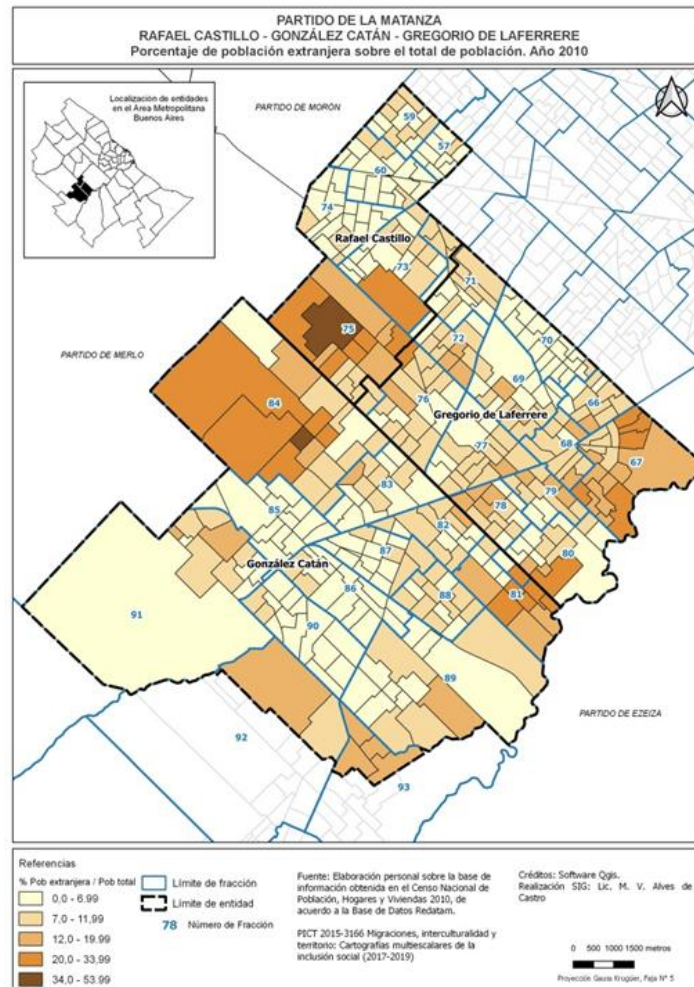 PARTIDO DE LA MATANZA
RAFAEL CASTILLO - GONZÁLEZ CATÁN - GREGORIO DE LAFERRERE
Porcentaje de población extranjera sobre el total de población. Año 2010
Localización de entidades
en el Área Metropolitana
Buenos Aires
PARTIDO DE MORÓN
59
57
60
74
Rafael Castillo
73
71
75
72
70
PARTIDO DE MERLO
69
84
76
66
Gregorio de Laferrere
68
77
67
83
79
85
78
82
87
80
González Catán
86
88
81
91
90
89
PARTIDO DE EZEIZA
92
93
Referencias
% Pob extranjera / Pob total
0,0 - 6.99
7,0 - 11,99
12,0 - 19.99
20,0 - 33,99
34,0 - 53.99
Límite de fracción
Límite de entidad
78 Número de Fracción
Fuente: Elaboración personal sobre la base de
información obtenida en el Censo Nacional de
Población, Hogares y Viviendas 2010, de
acuerdo a la Base de Datos Redatam.
PICT 2015-3166 Migraciones, interculturalidad y
territorio: Cartografías multiescalares de la
inclusión social (2017-2019)
Créditos: Software Qgis.
Realización SIG: Lic. M. V. Alves de
Castro
0 500 1000 1500 metros
Proyección Gauss Krugüer, Faja N° 5